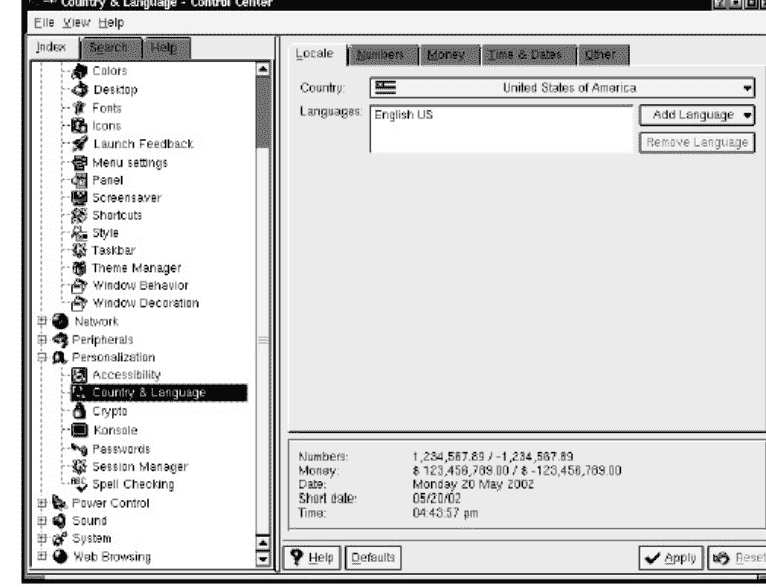 Country & Language - Control Center
File View Help
Index Search Help
Colors
Desktop
Fonts
Icons
Launch Feedback
Menu settings
Panel
Screensaver
Shortcuts
Style
Taskbar
Theme Manager
Window Behavior
Window Decoration
Network
Peripherals
Personalization
Accessibility
Country & Language
Crypto
Konsole
Passwords
Session Manager
Spell Checking
Power Control
Sound
System
Web Browsing
Locale Numbers Money Time & Dates Other
Country: United States of America
Languages: English US
Add Language
Remove Language
Numbers: 1,234,567.89 / -1,234,567.89
Money: $ 123,456,789.00 / $ -123,456,789.00
Date: Monday 20 May 2002
Short date: 05/20/02
Time: 04:43:57 pm
Help Defaults Apply Reset